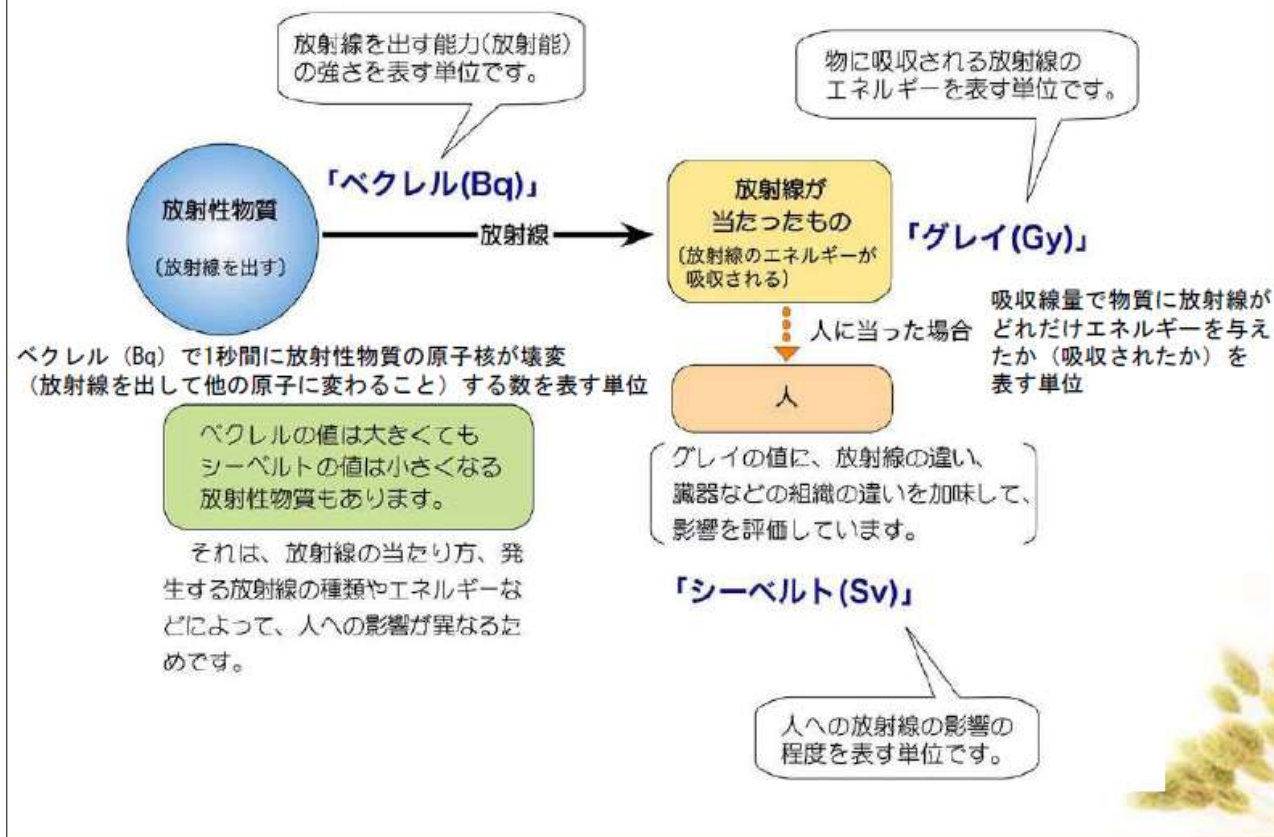 放射線を出す能力(放射能)
の強さを表す単位です。
物に吸収される放射線の
エネルギーを表す単位です。
放射性物質
(放射線を出す)
「ベクレル(Bq)」
放射線
放射線が
当たったもの
(放射線のエネルギーが
吸収される)
「グレイ(Gy)」
ベクレル（Bq）で1秒間に放射性物質の原子核が壊変
（放射線を出して他の原子に変わること）する数を表す単位
人に当った場合
吸収線量で物質に放射線が
どれだけエネルギーを与え
たか（吸収されたか）を
表す単位
人
ベクレルの値は大きくても
シーベルトの値は小さくなる
放射性物質もあります。
グレイの値に、放射線の違い、
臓器などの組織の違いを加味して、
影響を評価しています。
それは、放射線の当たり方、発
生する放射線の種類やエネルギーな
どによって、人への影響が異なるた
めです。
「シーベルト(Sv)」
人への放射線の影響の
程度を表す単位です。